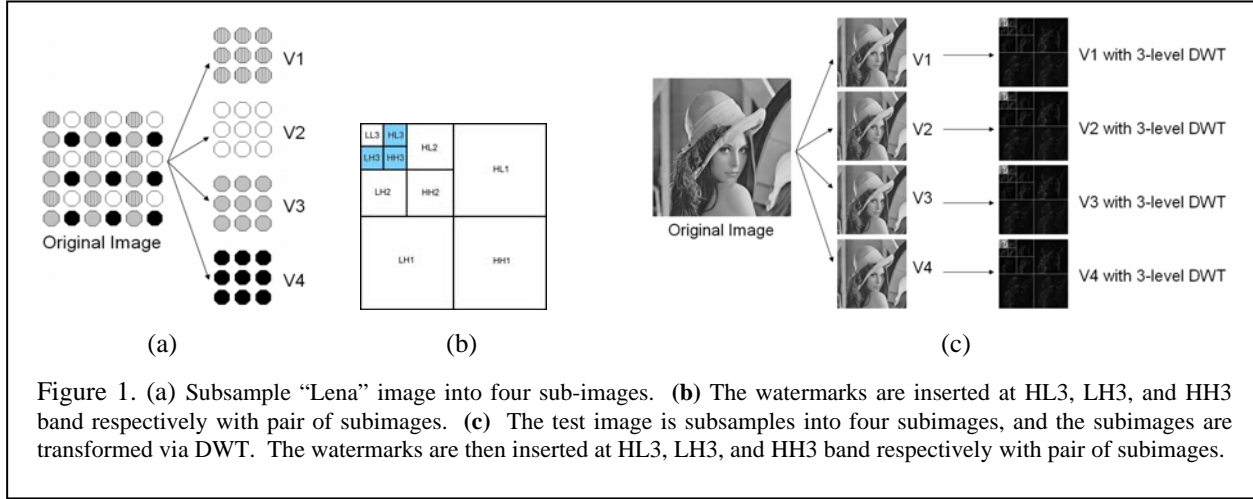 V1
V2
V3
V4
Original Image
(a)
LL3 HL3
LH3 HH3
HL2
HL1
LH2
HH2
LH1
HH1
(b)
Original Image
V1
V1 with 3-level DWT
V2
V2 with 3-level DWT
V3
V3 with 3-level DWT
V4
V4 with 3-level DWT
(c)
Figure 1. (a) Subsample “Lena” image into four sub-images. (b) The watermarks are inserted at HL3, LH3, and HH3
band respectively with pair of subimages. (c) The test image is subsamples into four subimages, and the subimages are
transformed via DWT. The watermarks are then inserted at HL3, LH3, and HH3 band respectively with pair of subimages.